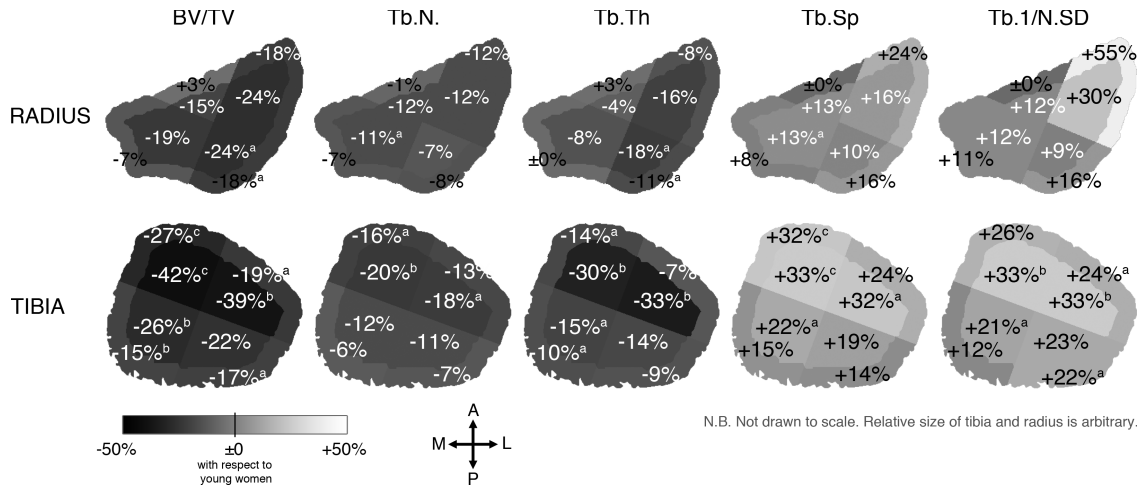 BV/TV Tb.N. Tb.Th Tb.Sp Tb.1/N.SD
RADIUS
-18% -12% -8% +24% +55%
+3% -1% +3% ±0% ±0%
-15% -24% -12% -12% -4% -16% +13% +16% +12% +30%
-19% -24%ᵃ -11%ᵃ -7% -8% -18%ᵃ +13%ᵃ +10% +12% +9%
-7% -7% ±0% +8% +11%
-18%ᵃ -8% -11%ᵃ +16% +16%
TIBIA
-27%ᶜ -16%ᵃ -14%ᵃ +32%ᶜ +26%
-42%ᶜ -19%ᵃ -20%ᵇ -13% -30%ᵇ -7% +33%ᶜ +24% +33%ᵇ +24%ᵃ
-39%ᵇ -18%ᵃ -33%ᵇ +32%ᵃ +33%ᵇ
-26%ᵇ -22% -12% -11% -15%ᵃ -14% +22%ᵃ +19% +21%ᵃ +23%
-15%ᵇ -6% -10%ᵃ +15% +12%
-17%ᵃ -7% -9% +14% +22%ᵃ
-50% ±0 +50%
with respect to
young women
A
M L
P
N.B. Not drawn to scale. Relative size of tibia and radius is arbitrary.